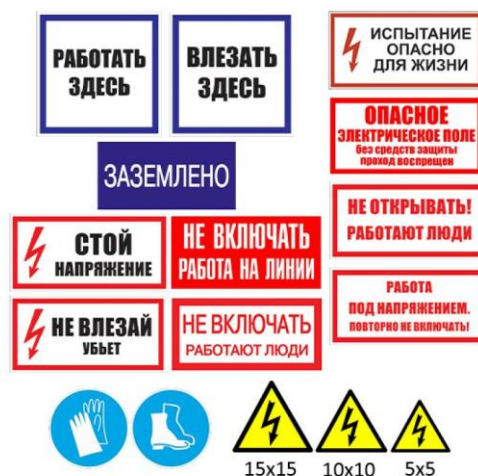 РАБОТАТЬ
ЗДЕСЬ
ВЛЕЗАТЬ
ЗДЕСЬ
ИСПЫТАНИЕ
ОПАСНО
ДЛЯ ЖИЗНИ
ОПАСНОЕ
ЭЛЕКТРИЧЕСКОЕ ПОЛЕ
без средств защиты
проход воспрещен
ЗАЗЕМЛЕНО
НЕ ОТКРЫВАТЬ!
РАБОТАЮТ ЛЮДИ
СТОЙ
НАПРЯЖЕНИЕ
НЕ ВКЛЮЧАТЬ
РАБОТА НА ЛИНИИ
РАБОТА
ПОД НАПРЯЖЕНИЕМ.
ПОВТОРНО НЕ ВКЛЮЧАТЬ!
НЕ ВЛЕЗАЙ
УБЬЕТ
НЕ ВКЛЮЧАТЬ
РАБОТАЮТ ЛЮДИ
15x15
10x10
5x5